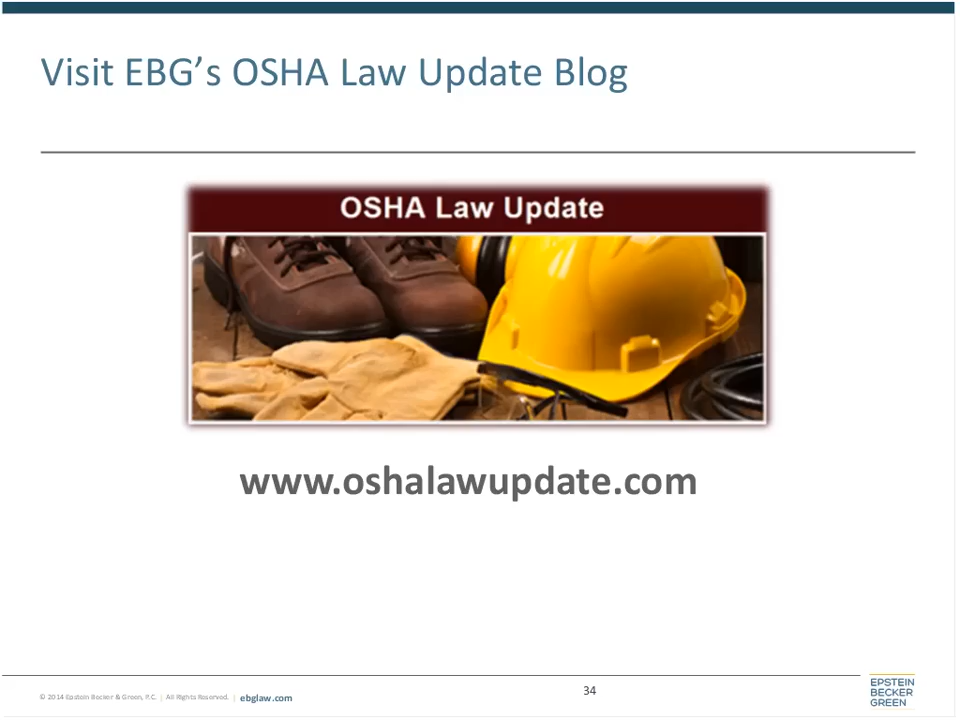 Visit EBG’s OSHA Law Update Blog
OSHA Law Update
www.oshalawupdate.com
© 2014 Epstein Becker & Green, P.C. | All Rights Reserved. | ebglaw.com
34
EPSTEIN
BECKER
GREEN